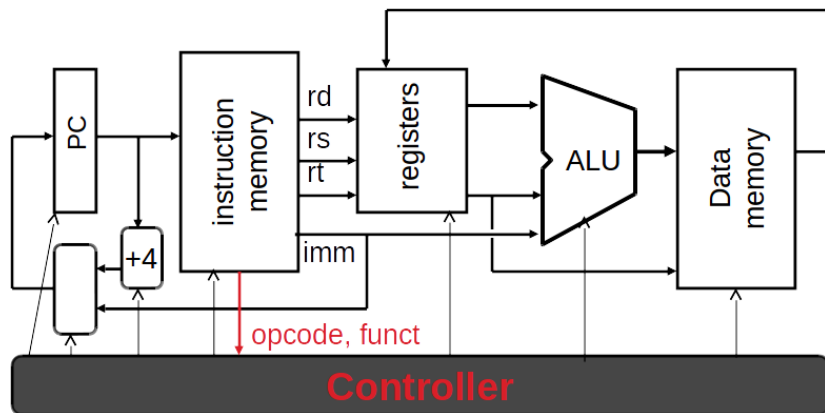 PC
+4
instruction
memory
rd
rs
rt
imm
registers
ALU
Data
memory
opcode, funct
Controller